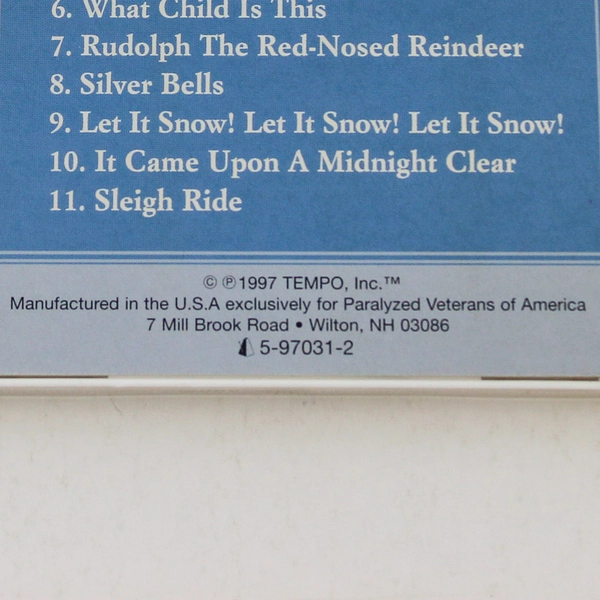 6. What Child Is This
7. Rudolph The Red-Nosed Reindeer
8. Silver Bells
9. Let It Snow! Let It Snow! Let It Snow!
10. It Came Upon A Midnight Clear
11. Sleigh Ride
© ℗1997 TEMPO, Inc.™
Manufactured in the U.S.A exclusively for Paralyzed Veterans of America
7 Mill Brook Road • Wilton, NH 03086
5-97031-2